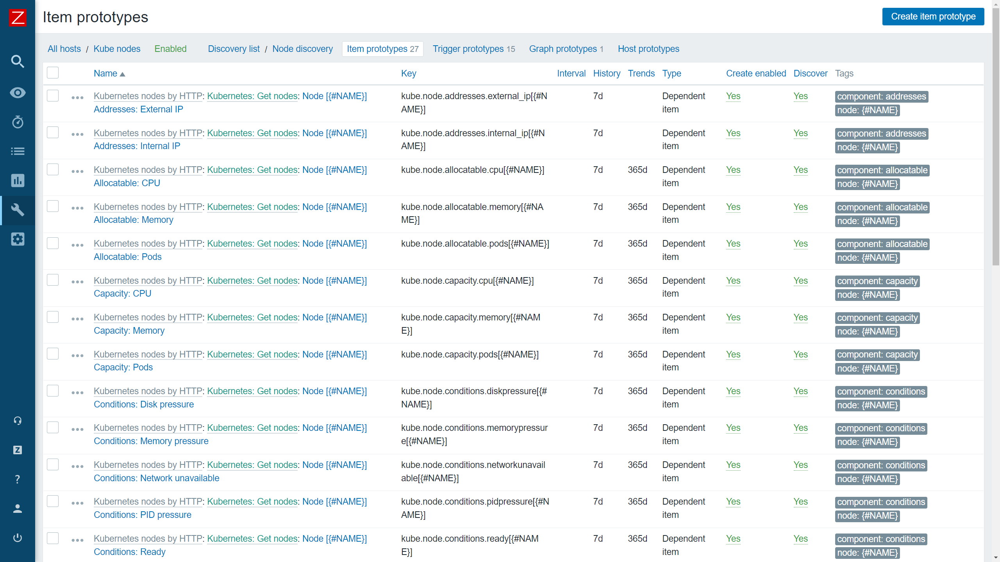 Z
Item prototypes
Create item prototype
All hosts / Kube nodes Enabled Discovery list / Node discovery Item prototypes 27 Trigger prototypes 15 Graph prototypes 1 Host prototypes
Name Key Interval History Trends Type Create enabled Discover Tags
Kubernetes nodes by HTTP: Kubernetes: Get nodes: Node [{#NAME}] kube.node.addresses.external_ip[{#N 7d Dependent Yes Yes component: addresses
Addresses: External IP AME}] item node: {#NAME}
Kubernetes nodes by HTTP: Kubernetes: Get nodes: Node [{#NAME}] kube.node.addresses.internal_ip[{#N 7d Dependent Yes Yes component: addresses
Addresses: Internal IP AME}] item node: {#NAME}
Kubernetes nodes by HTTP: Kubernetes: Get nodes: Node [{#NAME}] kube.node.allocatable.cpu[{#NAME}] 7d 365d Dependent Yes Yes component: allocatable
Allocatable: CPU item node: {#NAME}
Kubernetes nodes by HTTP: Kubernetes: Get nodes: Node [{#NAME}] kube.node.allocatable.memory[{#NA 7d 365d Dependent Yes Yes component: allocatable
Allocatable: Memory ME}] item node: {#NAME}
Kubernetes nodes by HTTP: Kubernetes: Get nodes: Node [{#NAME}] kube.node.allocatable.pods[{#NAME}] 7d 365d Dependent Yes Yes component: allocatable
Allocatable: Pods item node: {#NAME}
Kubernetes nodes by HTTP: Kubernetes: Get nodes: Node [{#NAME}] kube.node.capacity.cpu[{#NAME}] 7d 365d Dependent Yes Yes component: capacity
Capacity: CPU item node: {#NAME}
Kubernetes nodes by HTTP: Kubernetes: Get nodes: Node [{#NAME}] kube.node.capacity.memory[{#NAM 7d 365d Dependent Yes Yes component: capacity
Capacity: Memory E}] item node: {#NAME}
Kubernetes nodes by HTTP: Kubernetes: Get nodes: Node [{#NAME}] kube.node.capacity.pods[{#NAME}] 7d 365d Dependent Yes Yes component: capacity
Capacity: Pods item node: {#NAME}
Kubernetes nodes by HTTP: Kubernetes: Get nodes: Node [{#NAME}] kube.node.conditions.diskpressure[{# 7d 365d Dependent Yes Yes component: conditions
Conditions: Disk pressure NAME}] item node: {#NAME}
Kubernetes nodes by HTTP: Kubernetes: Get nodes: Node [{#NAME}] kube.node.conditions.memorypressur 7d 365d Dependent Yes Yes component: conditions
Conditions: Memory pressure e[{#NAME}] item node: {#NAME}
Kubernetes nodes by HTTP: Kubernetes: Get nodes: Node [{#NAME}] kube.node.conditions.networkunavail 7d 365d Dependent Yes Yes component: conditions
Conditions: Network unavailable able[{#NAME}] item node: {#NAME}
Kubernetes nodes by HTTP: Kubernetes: Get nodes: Node [{#NAME}] kube.node.conditions.pidpressure[{#N 7d 365d Dependent Yes Yes component: conditions
Conditions: PID pressure AME}] item node: {#NAME}
Kubernetes nodes by HTTP: Kubernetes: Get nodes: Node [{#NAME}] kube.node.conditions.ready[{#NAM 7d 365d Dependent Yes Yes component: conditions
Conditions: Ready E}] item node: {#NAME}
Z
?